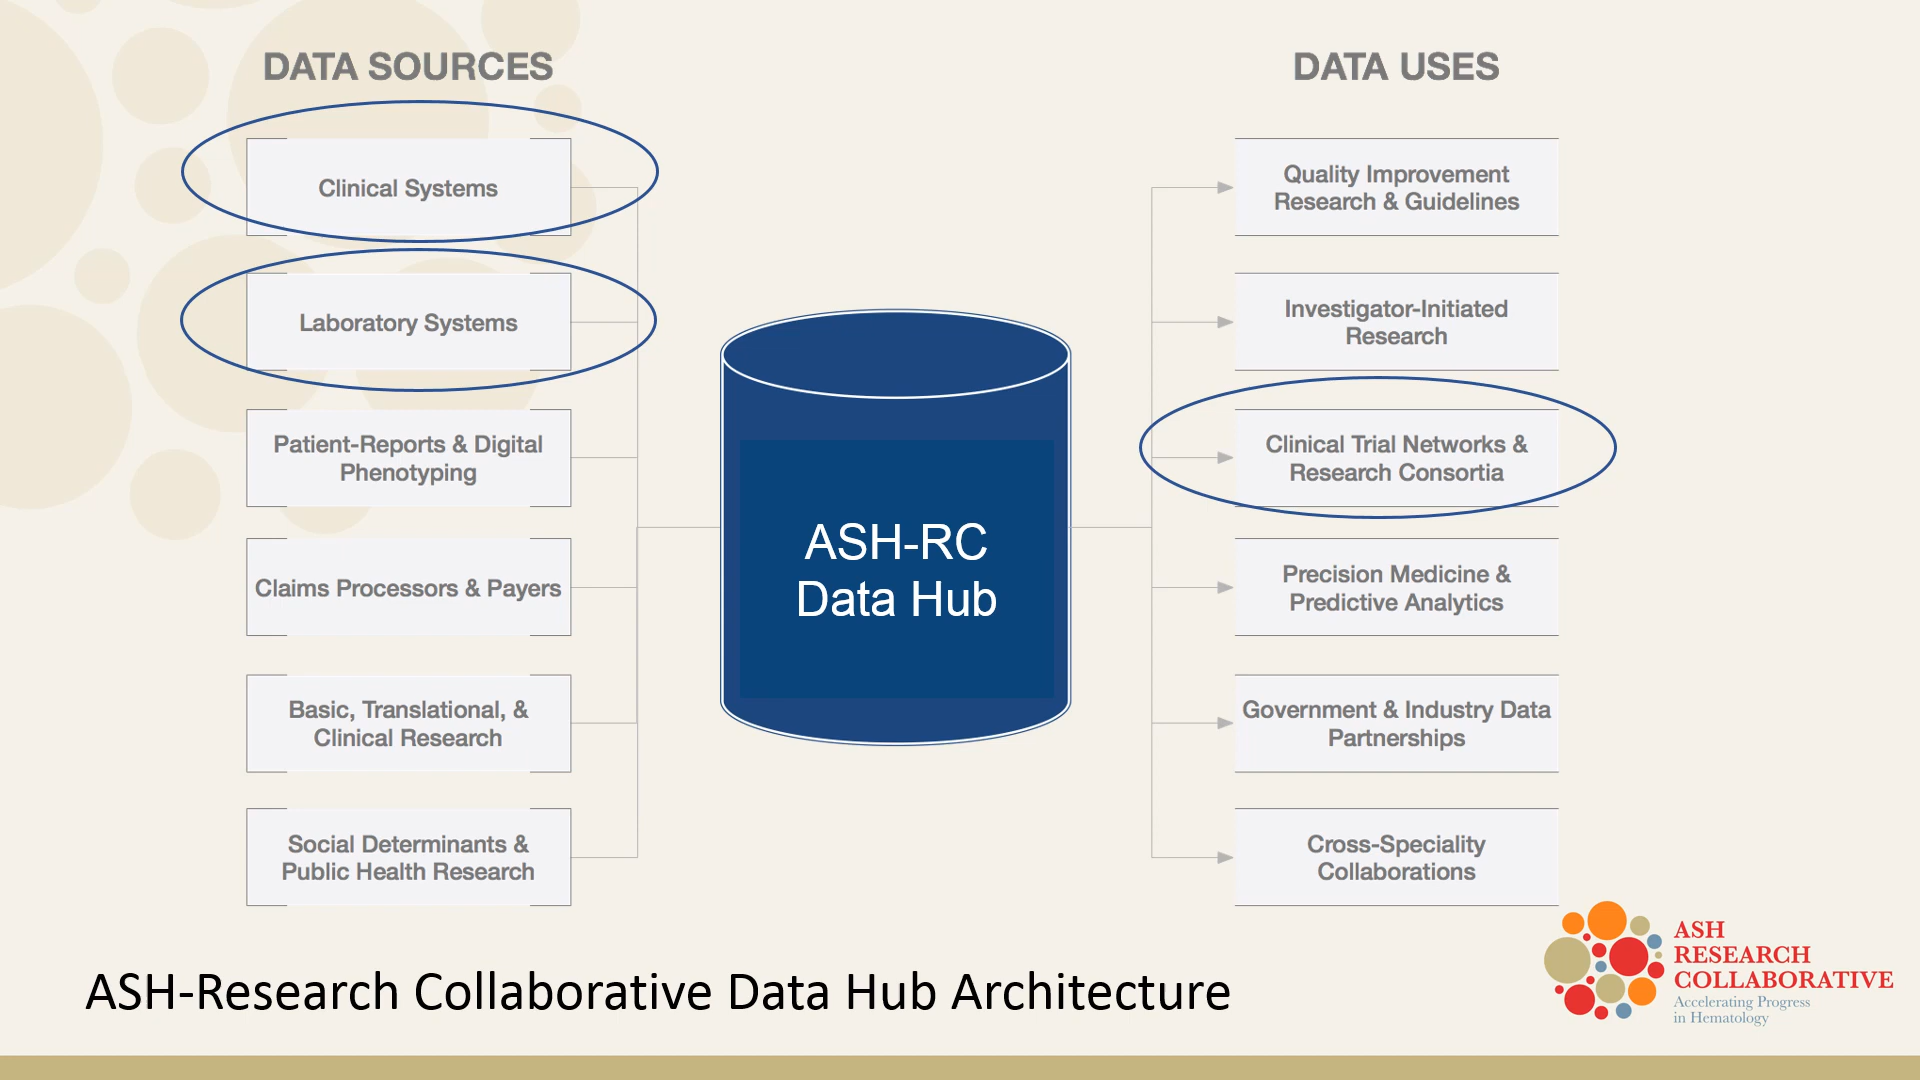 DATA SOURCES
Clinical Systems
Laboratory Systems
Patient-Reports & Digital
Phenotyping
Claims Processors & Payers
Basic, Translational, &
Clinical Research
Social Determinants &
Public Health Research
ASH-RC
Data Hub
DATA USES
Quality Improvement
Research & Guidelines
Investigator-Initiated
Research
Clinical Trial Networks &
Research Consortia
Precision Medicine &
Predictive Analytics
Government & Industry Data
Partnerships
Cross-Speciality
Collaborations
ASH-Research Collaborative Data Hub Architecture
ASH
RESEARCH
COLLABORATIVE
Accelerating Progress
in Hematology